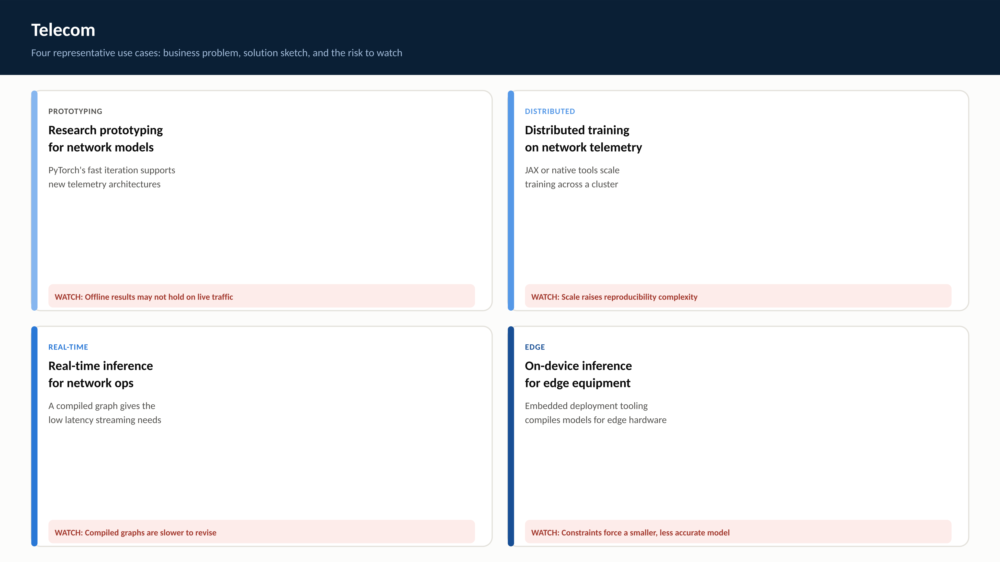 Telecom
Four representative use cases: business problem, solution sketch, and the risk to watch
PROTOTYPING
Research prototyping
for network models
PyTorch's fast iteration supports
new telemetry architectures
WATCH: Offline results may not hold on live traffic
DISTRIBUTED
Distributed training
on network telemetry
JAX or native tools scale
training across a cluster
WATCH: Scale raises reproducibility complexity
REAL-TIME
Real-time inference
for network ops
A compiled graph gives the
low latency streaming needs
WATCH: Compiled graphs are slower to revise
EDGE
On-device inference
for edge equipment
Embedded deployment tooling
compiles models for edge hardware
WATCH: Constraints force a smaller, less accurate model